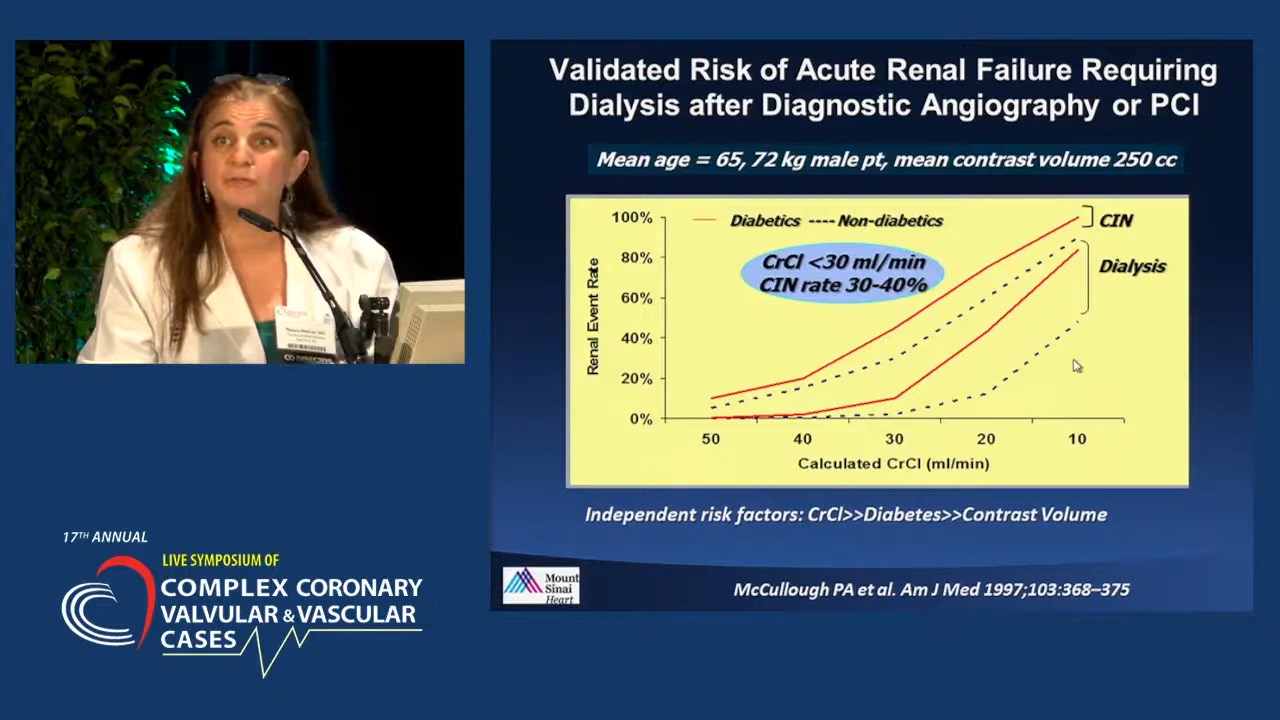 Validated Risk of Acute Renal Failure Requiring
Dialysis after Diagnostic Angiography or PCI
Mean age = 65, 72 kg male pt, mean contrast volume 250 cc
Diabetics ---- Non-diabetics
CrCl <30 ml/min
CIN rate 30-40%
CIN
Dialysis
Renal Event Rate
100%
80%
60%
40%
20%
0%
50 40 30 20 10
Calculated CrCl (ml/min)
Independent risk factors: CrCl>>Diabetes>>Contrast Volume
Mount
Sinai
Heart
McCullough PA et al. Am J Med 1997;103:368–375
17TH ANNUAL
LIVE SYMPOSIUM OF
COMPLEX CORONARY
VALVULAR & VASCULAR
CASES